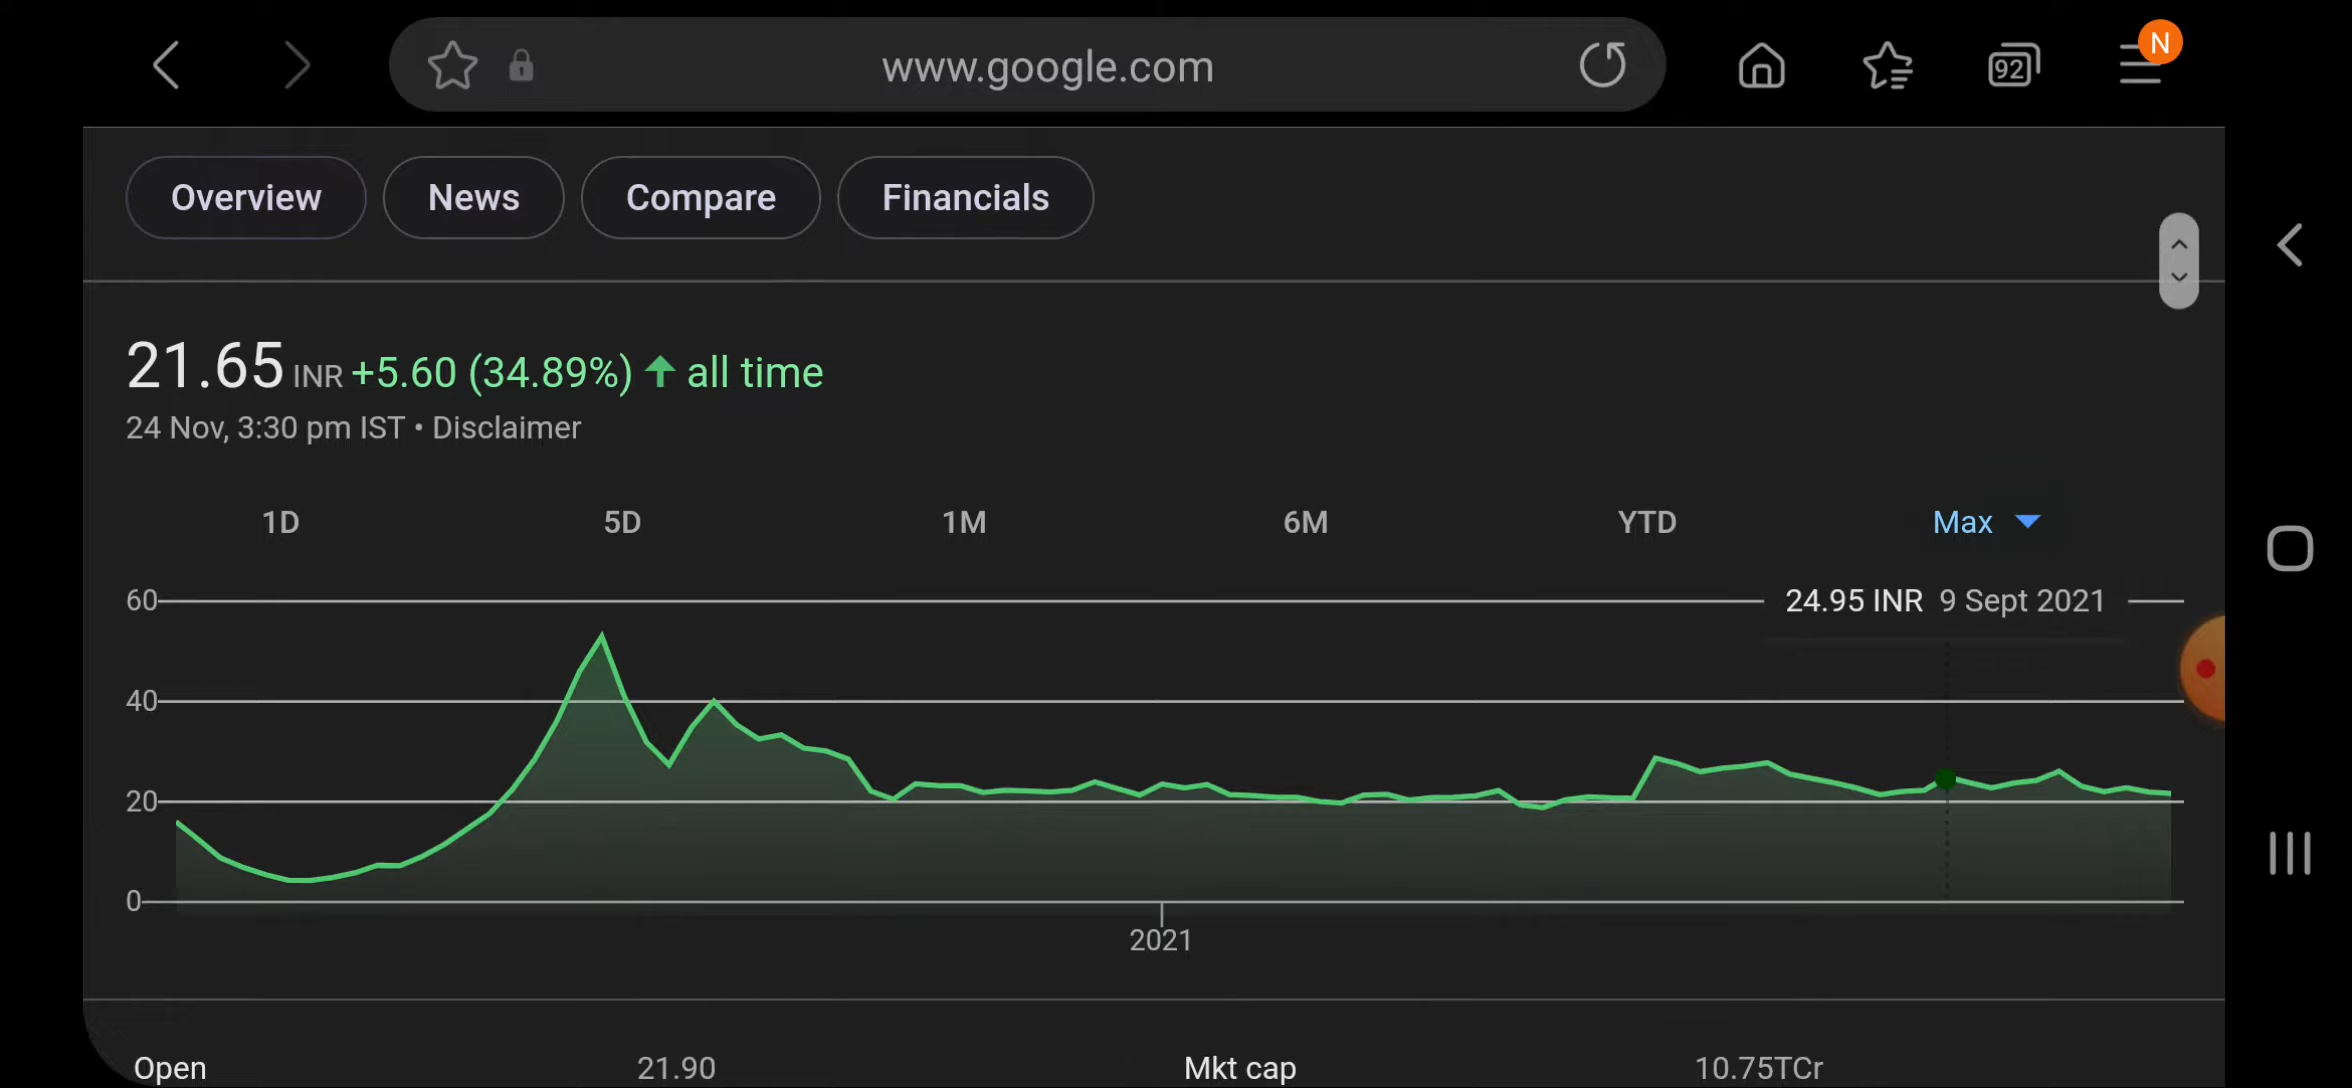 www.google.com
92
N
Overview News Compare Financials
21.65 INR +5.60 (34.89%) all time
24 Nov, 3:30 pm IST • Disclaimer
1D 5D 1M 6M YTD Max
60 24.95 INR 9 Sept 2021
40
20
0
2021
Open 21.90 Mkt cap 10.75TCr